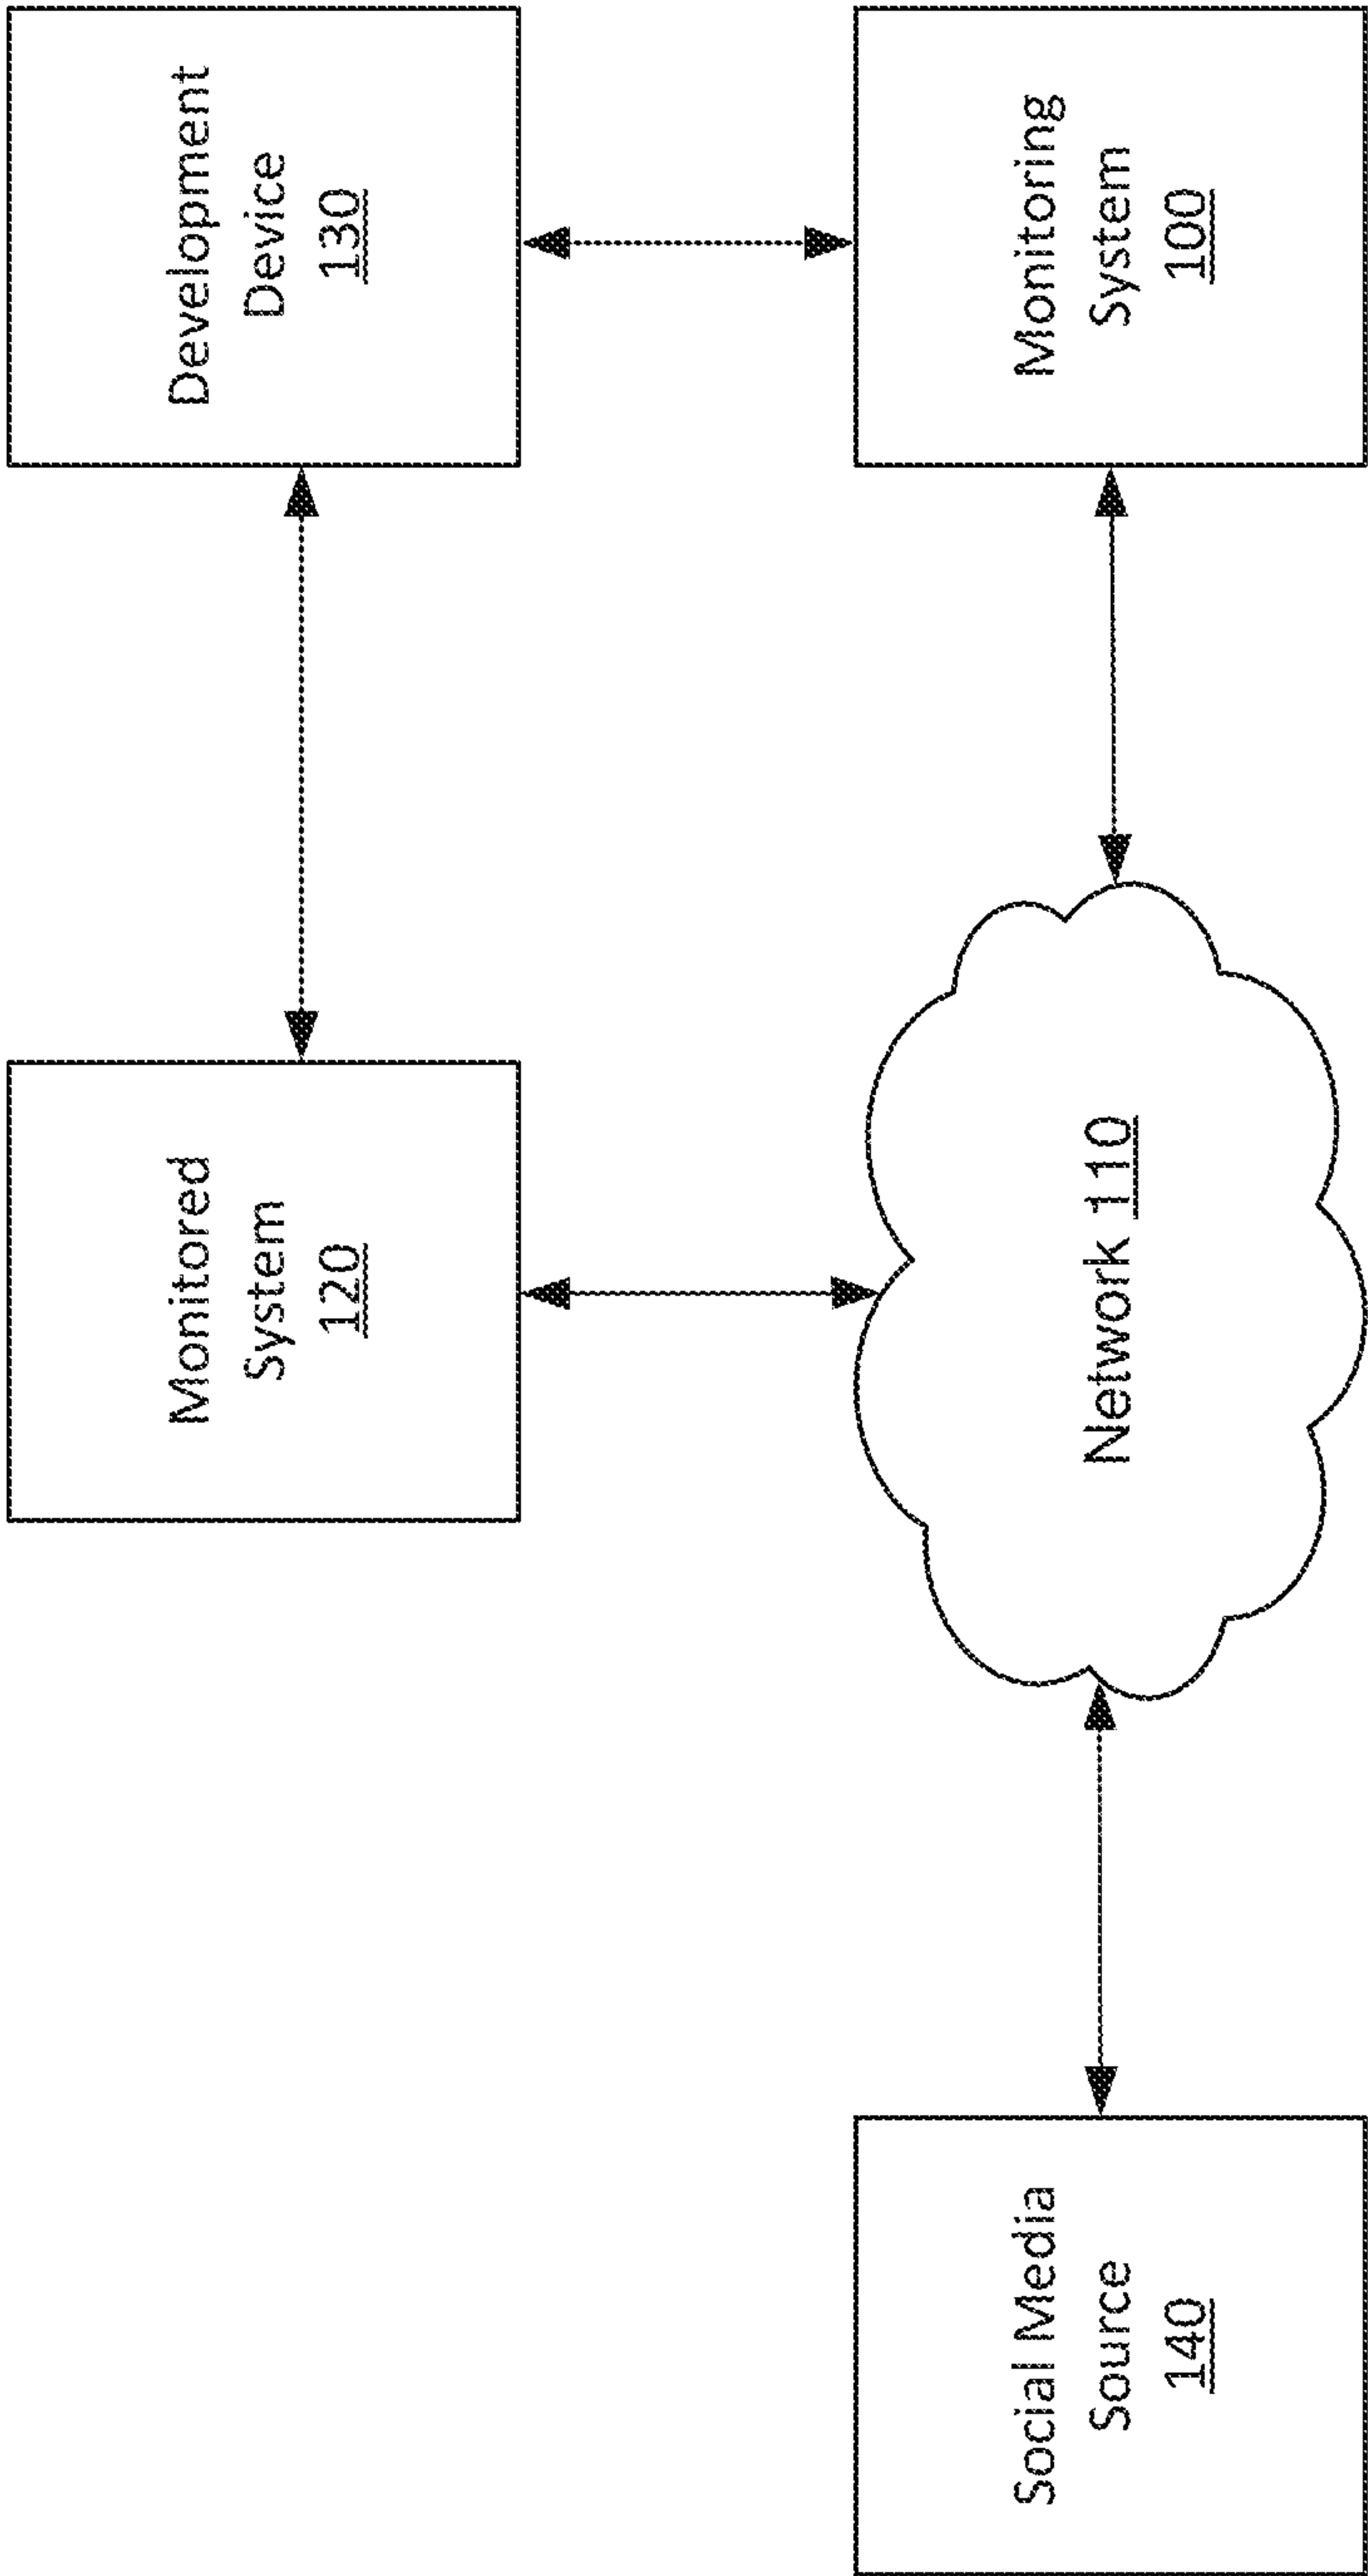 Monitored
System
120
Development
Device
130
Social Media
Source
140
Network 110
Monitoring
System
100